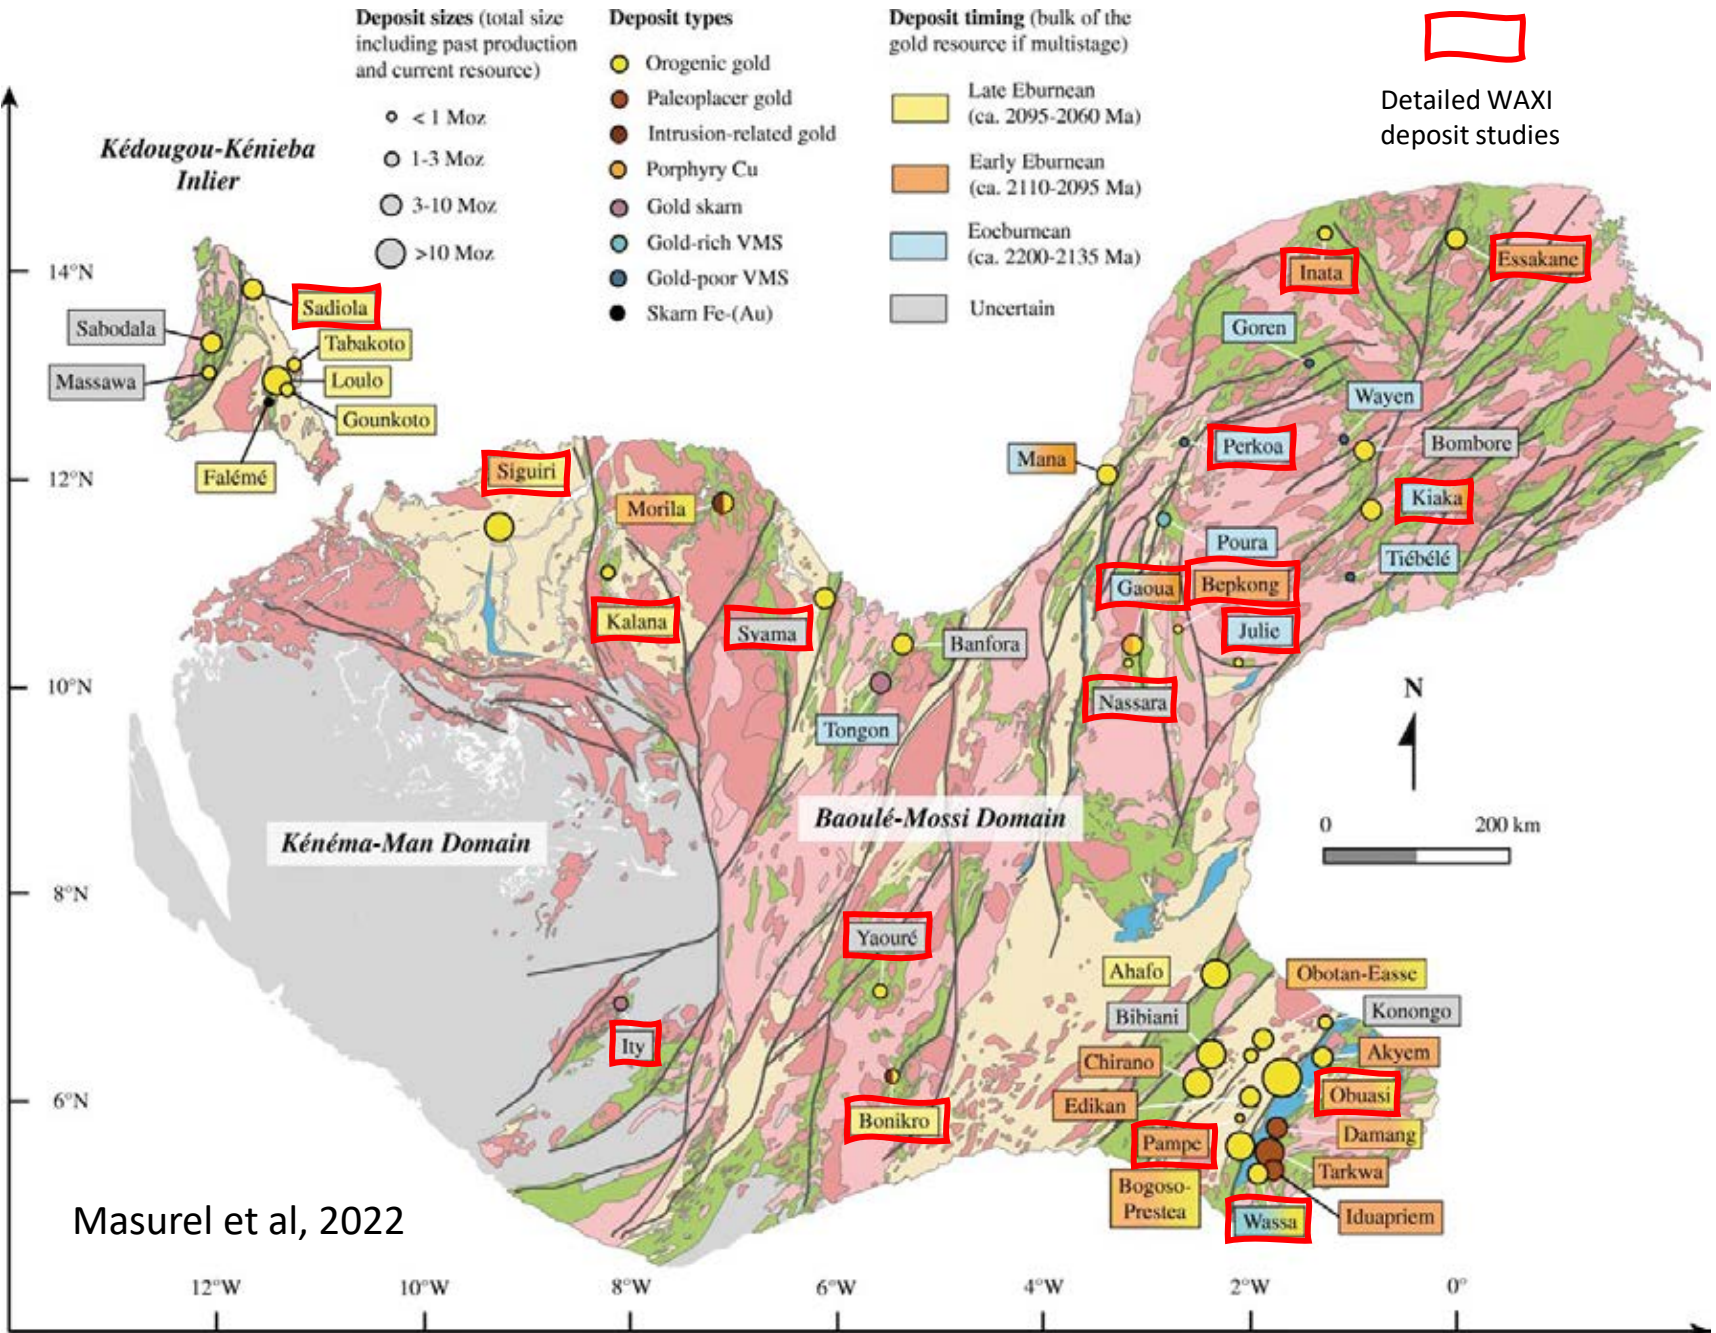 Deposit sizes (total size
including past production
and current resource)
< 1 Moz
1-3 Moz
3-10 Moz
>10 Moz
Deposit types
Orogenic gold
Paleoplacer gold
Intrusion-related gold
Porphyry Cu
Gold skarn
Gold-rich VMS
Gold-poor VMS
Skarn Fe-(Au)
Deposit timing (bulk of the
gold resource if multistage)
Late Eburnean
(ca. 2095-2060 Ma)
Early Eburnean
(ca. 2110-2095 Ma)
Eoeburnean
(ca. 2200-2135 Ma)
Uncertain
Detailed WAXI
deposit studies
Kédougou-Kénieba
Inlier
14°N
12°N
10°N
8°N
6°N
Sadiola
Sabodala
Tabakoto
Massawa
Loulo
Gounkoto
Falémé
Siguiri
Morila
Kalana
Syama
Banfora
Tongon
Inata
Essakane
Goren
Wayen
Perkoa
Bombore
Mana
Kiaka
Poura
Tiébélé
Gaoua
Bepkong
Julie
Nassara
N
0 200 km
Kénéma-Man Domain
Baoulé-Mossi Domain
Yaouré
Ity
Bonikro
Ahafo
Obotan-Easse
Bibiani
Konongo
Chirano
Akyem
Edikan
Obuasi
Pampe
Damang
Bogoso-
Prestea
Tarkwa
Wassa
Iduapriem
Masurel et al, 2022
12°W
10°W
8°W
6°W
4°W
2°W
0°